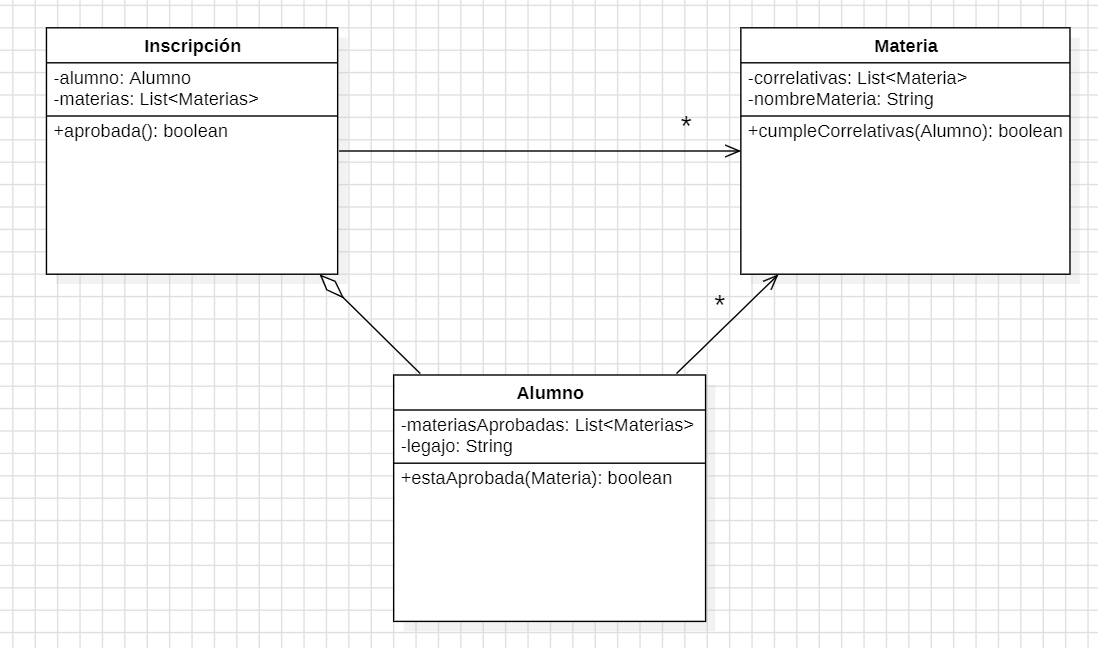 Inscripción
-alumno: Alumno
-materias: List<Materias>
+aprobada(): boolean
*
Materia
-correlativas: List<Materia>
-nombreMateria: String
+cumpleCorrelativas(Alumno): boolean
*
Alumno
-materiasAprobadas: List<Materias>
-legajo: String
+estaAprobada(Materia): boolean